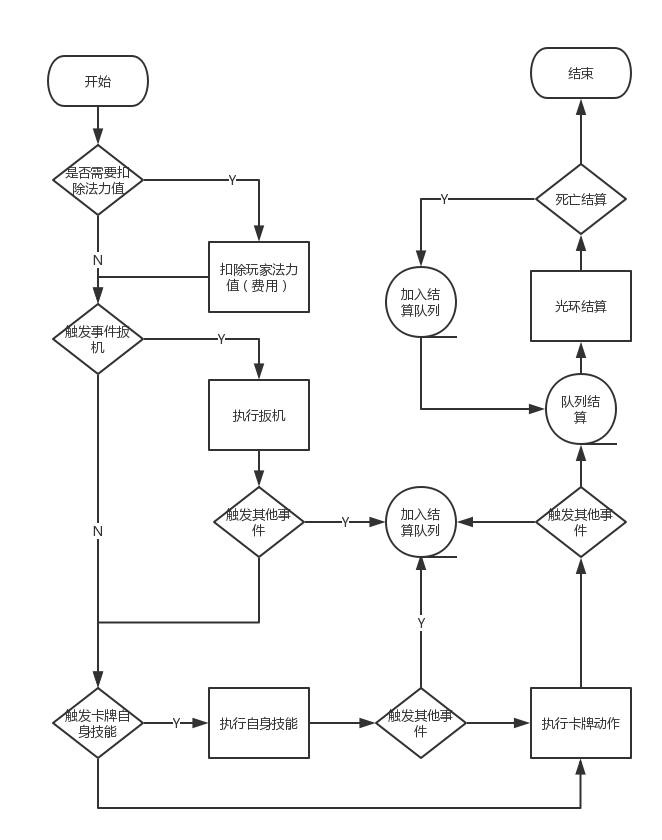 开始
是否需要扣
除法力值
Y
N
扣除玩家法力
值（费用）
触发事件扳
机
Y
执行扳机
触发其他事
件
Y
加入结
算队列
N
触发卡牌自
身技能
Y
执行自身技能
触发其他事
件
Y
执行卡牌动作
触发其他事
件
队列结
算
光环结算
死亡结算
Y
加入结
算队列
结束